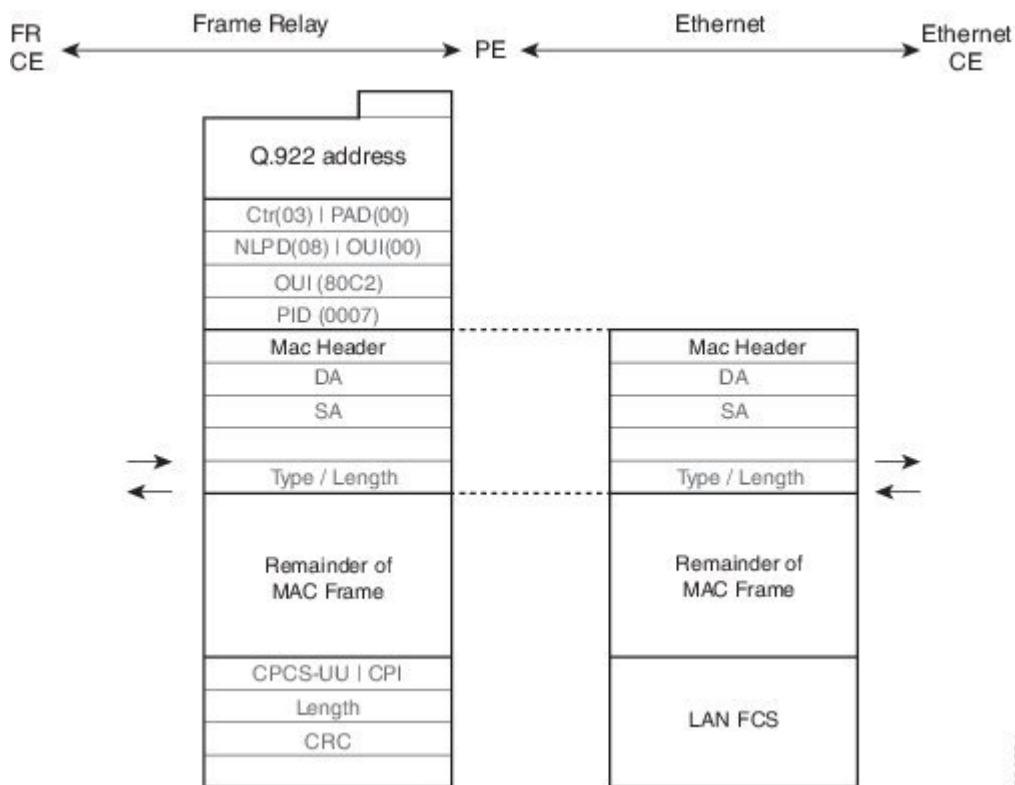 FR
CE
Frame Relay
PE
Ethernet
Ethernet
CE
Q.922 address
Ctr(03) | PAD(00)
NLPD(08) | OUI(00)
OUI (80C2)
PID (0007)
Mac Header
DA
SA
Type / Length
Remainder of
MAC Frame
CPCS-UU | CPI
Length
CRC
Mac Header
DA
SA
Type / Length
Remainder of
MAC Frame
LAN FCS